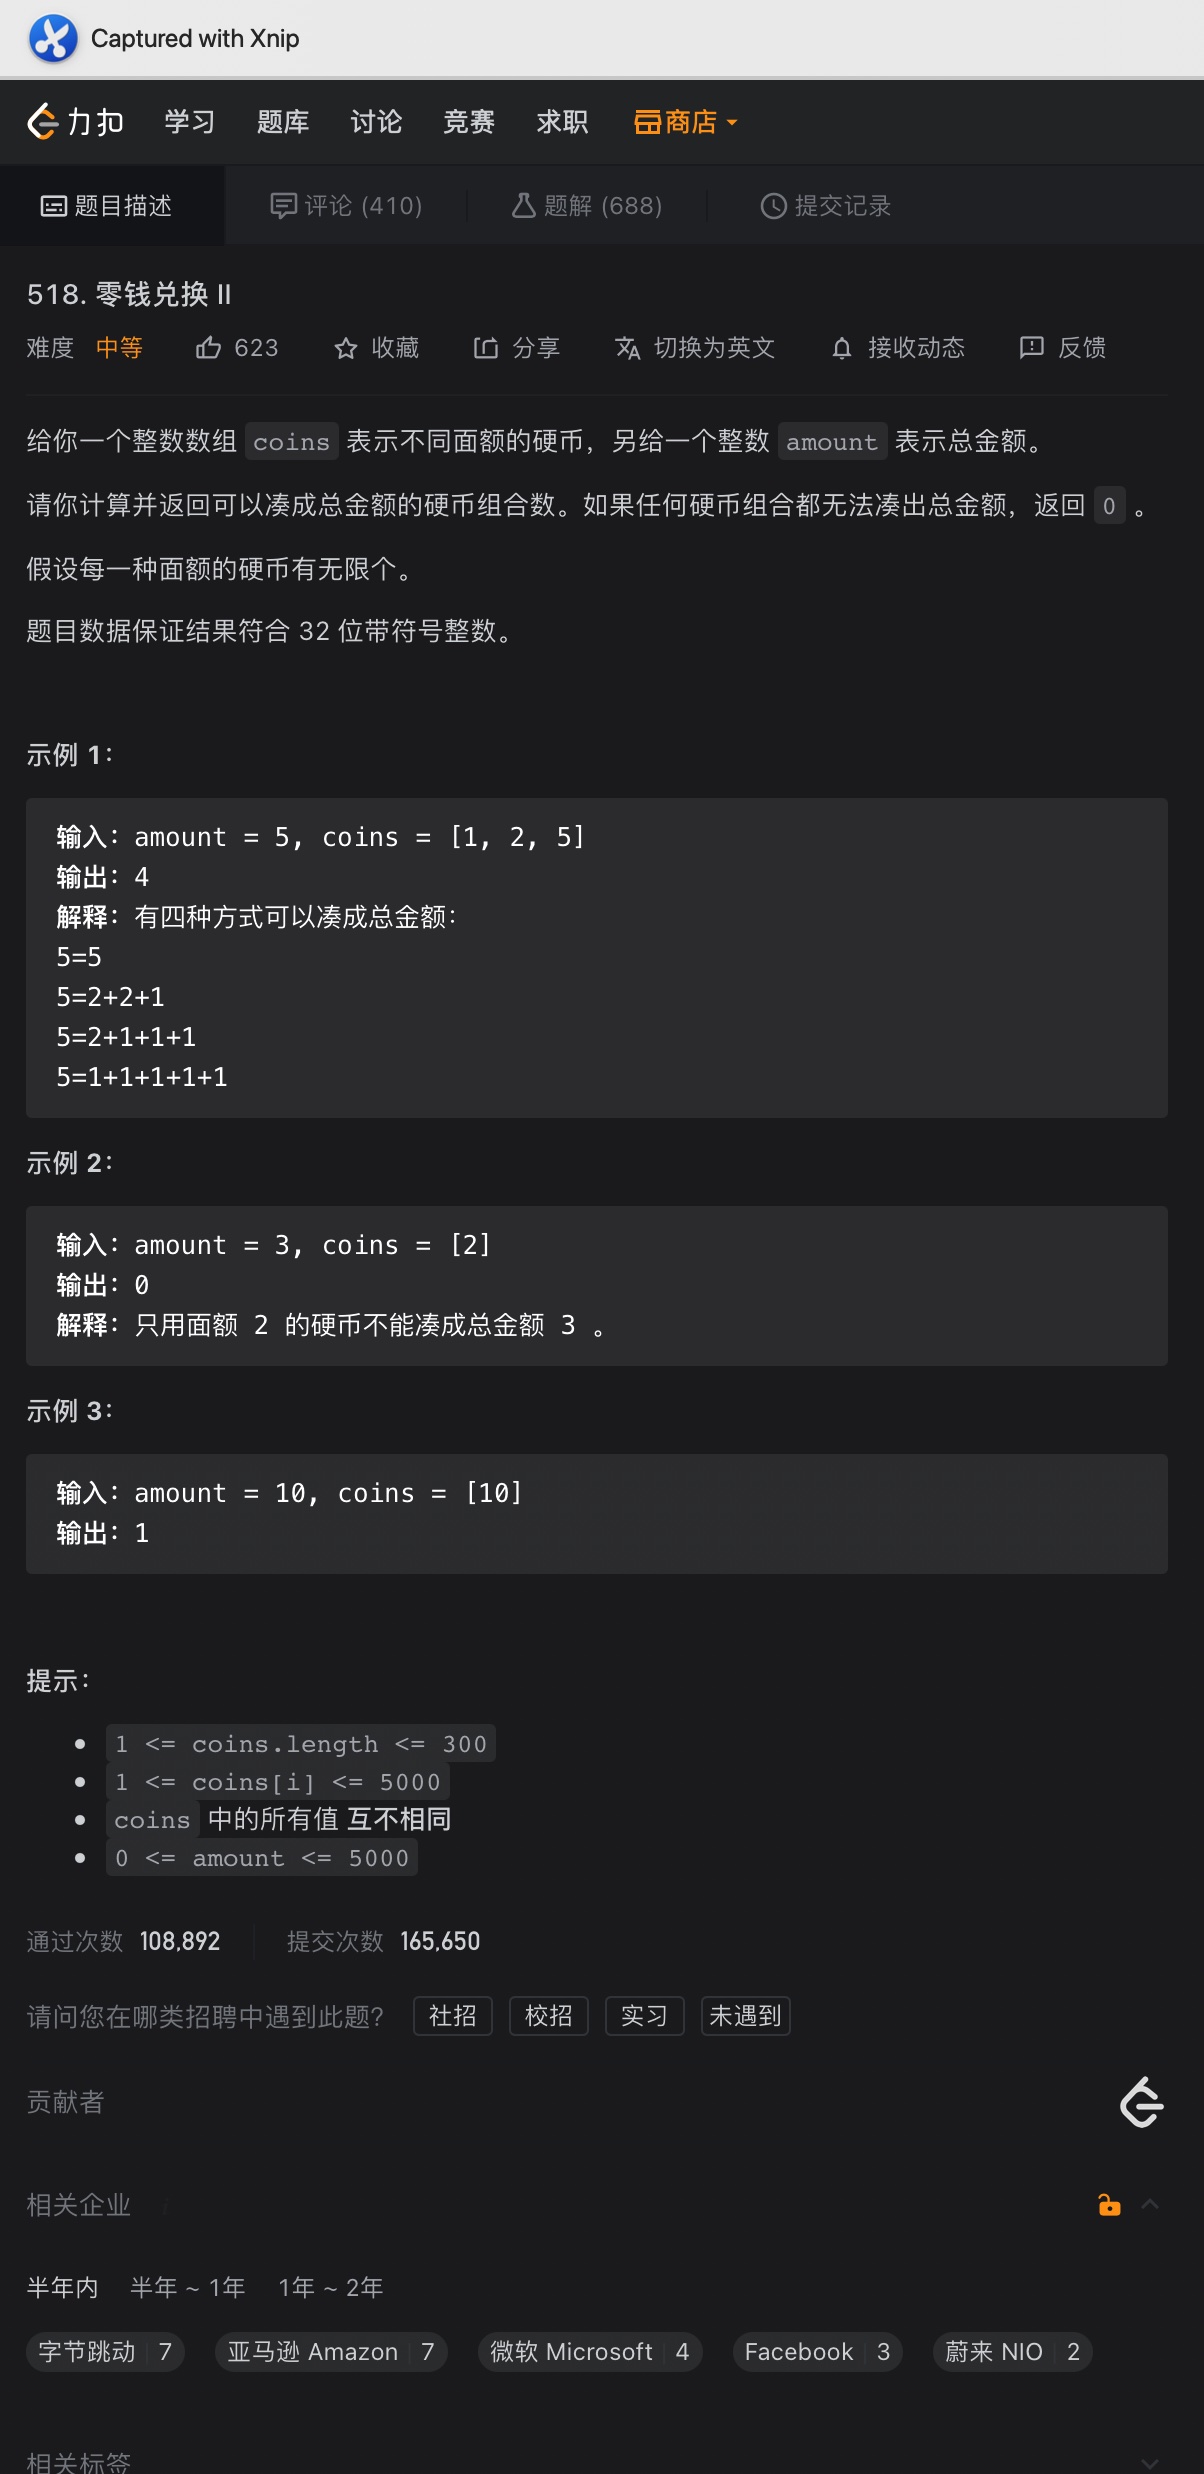 Captured with Xnip
力扣 学习 题库 讨论 竞赛 求职 商店
题目描述 评论 (410) 题解 (688) 提交记录
518. 零钱兑换 II
难度 中等 623 收藏 分享 切换为英文 接收动态 反馈
给你一个整数数组 coins 表示不同面额的硬币，另给一个整数 amount 表示总金额。
请你计算并返回可以凑成总金额的硬币组合数。如果任何硬币组合都无法凑出总金额，返回 0 。
假设每一种面额的硬币有无限个。
题目数据保证结果符合 32 位带符号整数。
示例 1：
输入：amount = 5, coins = [1, 2, 5]
输出：4
解释：有四种方式可以凑成总金额：
5=5
5=2+2+1
5=2+1+1+1
5=1+1+1+1+1
示例 2：
输入：amount = 3, coins = [2]
输出：0
解释：只用面额 2 的硬币不能凑成总金额 3 。
示例 3：
输入：amount = 10, coins = [10]
输出：1
提示：
1 <= coins.length <= 300
1 <= coins[i] <= 5000
coins 中的所有值 互不相同
0 <= amount <= 5000
通过次数 108,892 提交次数 165,650
请问您在哪类招聘中遇到此题? 社招 校招 实习 未遇到
贡献者
相关企业
半年内 半年 ~ 1年 1年 ~ 2年
字节跳动 7 亚马逊 Amazon 7 微软 Microsoft 4 Facebook 3 蔚来 NIO 2
相关标签